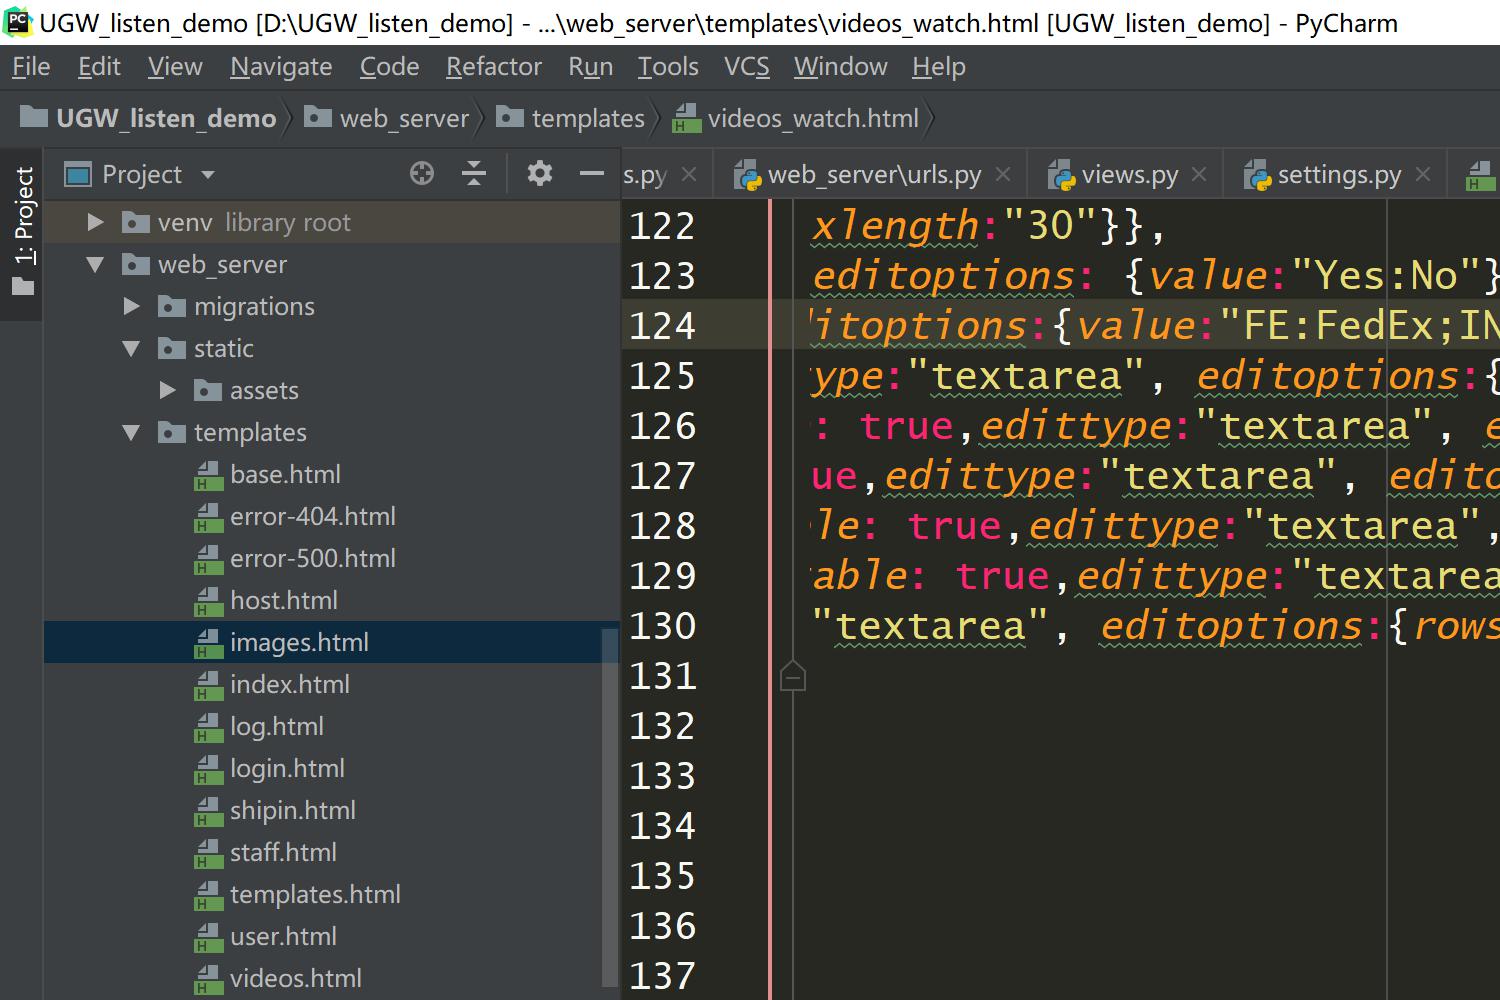 UGW_listen_demo [D:\UGW_listen_demo] - ...\web_server\templates\videos_watch.html [UGW_listen_demo] - PyCharm
File Edit View Navigate Code Refactor Run Tools VCS Window Help
UGW_listen_demo web_server templates videos_watch.html
1: Project
Project
venv library root
web_server
migrations
static
assets
templates
base.html
error-404.html
error-500.html
host.html
images.html
index.html
log.html
login.html
shipin.html
staff.html
templates.html
user.html
videos.html
s.py web_server\urls.py views.py settings.py
122 xlength:"30"}},
123 editoptions: {value:"Yes:No"}
124 itoptions:{value:"FE:FedEx;IN
125 ype:"textarea", editoptions:{
126 : true,edittype:"textarea", e
127 ue,edittype:"textarea", edito
128 le: true,edittype:"textarea",
129 able: true,edittype:"textarea
130 "textarea", editoptions:{rows
131
132
133
134
135
136
137